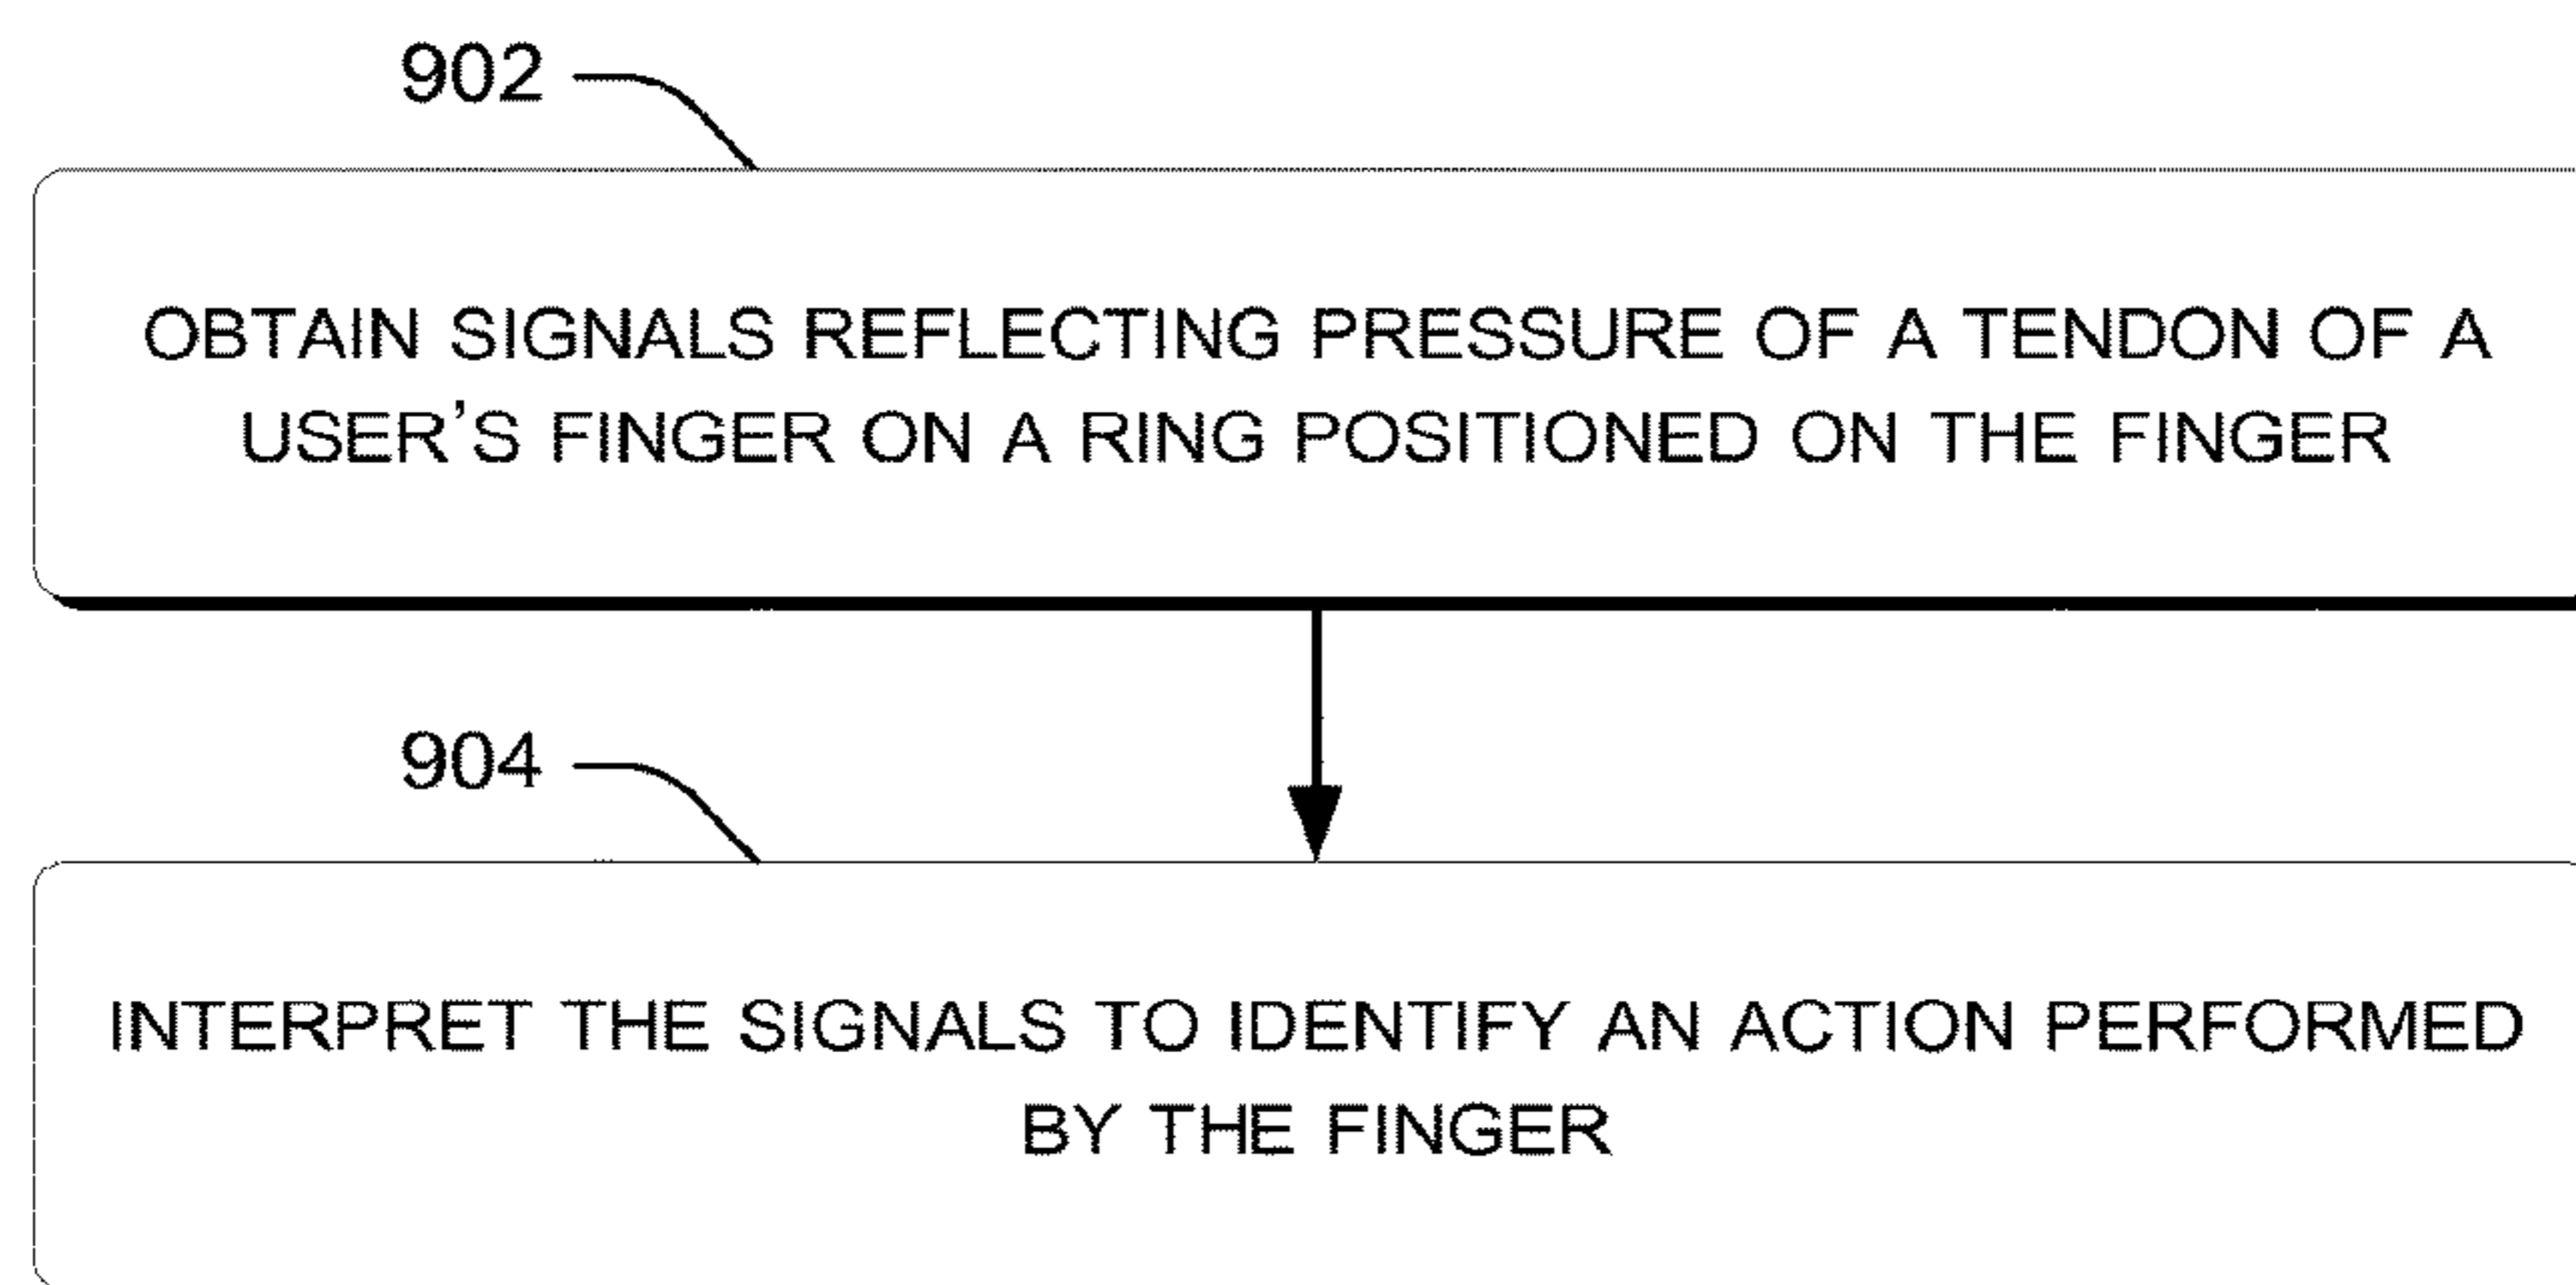 902
OBTAIN SIGNALS REFLECTING PRESSURE OF A TENDON OF A
USER'S FINGER ON A RING POSITIONED ON THE FINGER
904
INTERPRET THE SIGNALS TO IDENTIFY AN ACTION PERFORMED
BY THE FINGER